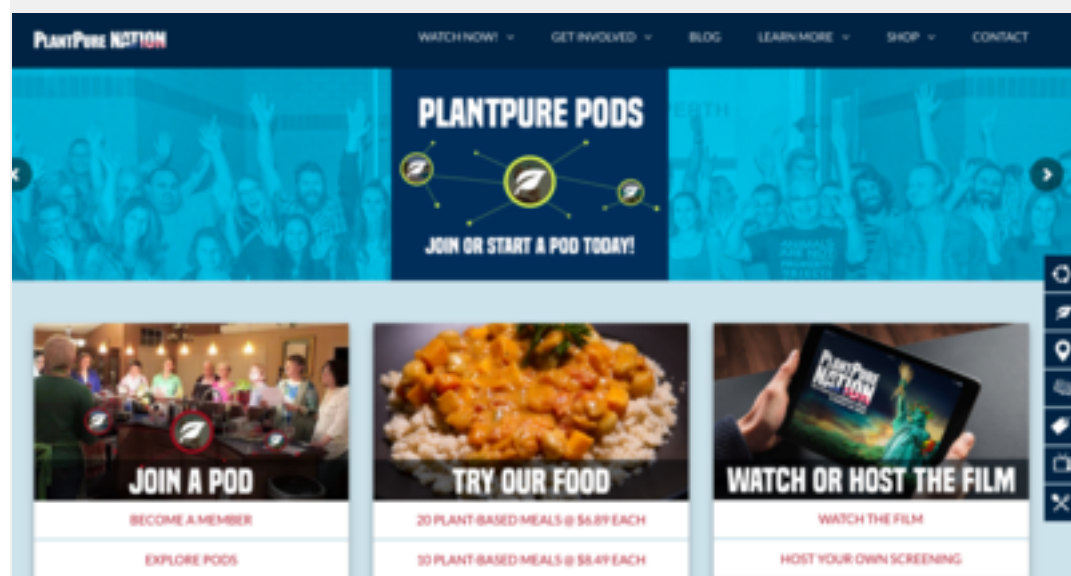 PLANTPURE NATION
WATCH NOW! GET INVOLVED BLOG LEARN MORE SHOP CONTACT
PLANTPURE PODS
JOIN OR START A POD TODAY!
ANIMALS
PLANTPURE
NATION
JOIN A POD
TRY OUR FOOD
WATCH OR HOST THE FILM
BECOME A MEMBER
20 PLANT-BASED MEALS @ $6.89 EACH
WATCH THE FILM
EXPLORE PODS
10 PLANT-BASED MEALS @ $8.49 EACH
HOST YOUR OWN SCREENING